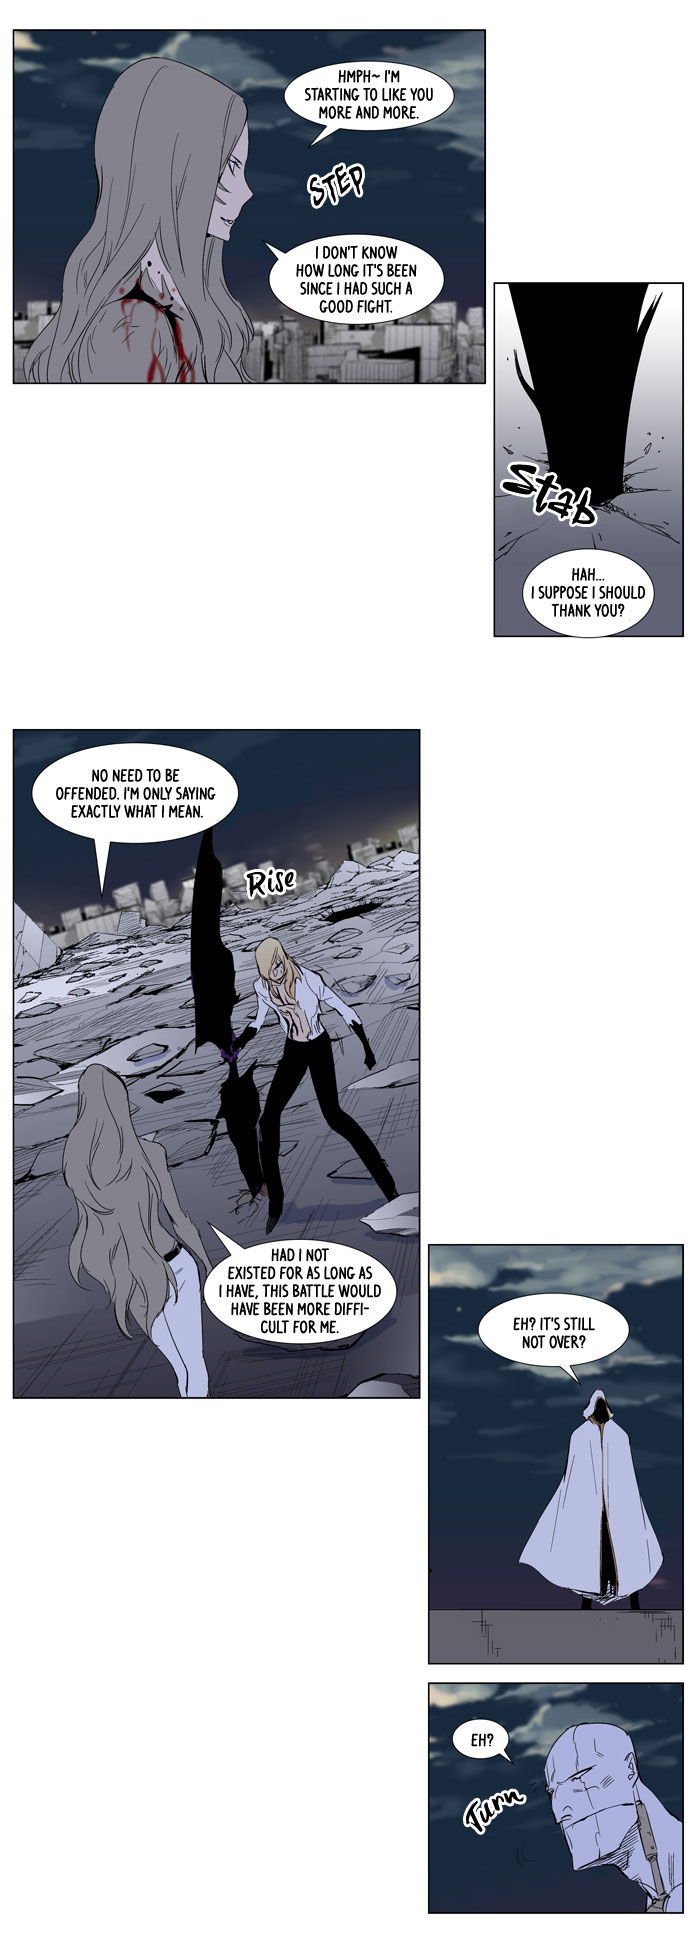 HMPH~ I'M
STARTING TO LIKE YOU
MORE AND MORE.
STEP
I DON'T KNOW
HOW LONG IT'S BEEN
SINCE I HAD SUCH A
GOOD FIGHT.
Stab
HAH...
I SUPPOSE I SHOULD
THANK YOU?
NO NEED TO BE
OFFENDED. I'M ONLY SAYING
EXACTLY WHAT I MEAN.
Rise
HAD I NOT
EXISTED FOR AS LONG AS
I HAVE, THIS BATTLE WOULD
HAVE BEEN MORE DIFFI-
CULT FOR ME.
EH? IT'S STILL
NOT OVER?
EH?
Turn